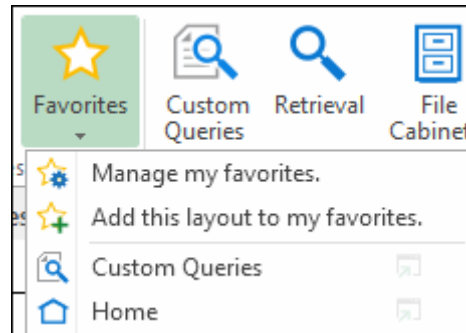 Favorites
Custom
Queries
Retrieval
File
Cabinet
Manage my favorites.
Add this layout to my favorites.
Custom Queries
Home